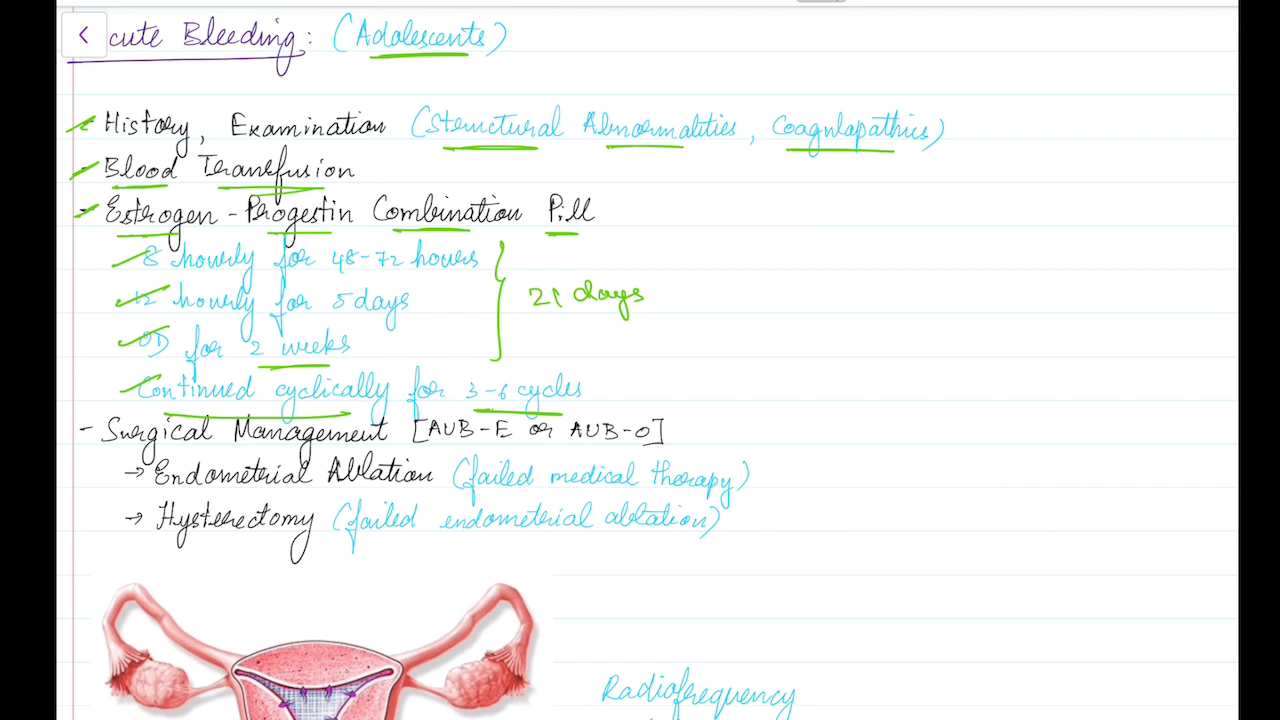 cute Bleeding: (Adolescents)
- History, Examination (Structural Abnormalities, Coagulapathies)
- Blood Transfusion
- Estrogen - Progestin Combination Pill
8 hourly for 48-72 hours
12 hourly for 5 days
21 days
OD for 2 weeks
Continued cyclically for 3-6 cycles
- Surgical Management [AUB-E or AUB-O]
→ Endometrial Ablation (failed medical therapy)
→ Hysterectomy (failed endometrial ablation)
Radiofrequency